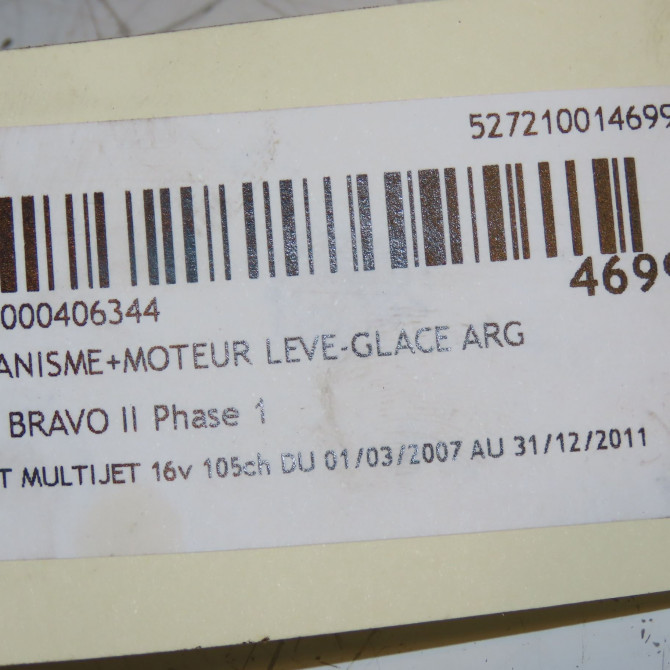 527210014699
4699
000406344
ANISME+MOTEUR LEVE-GLACE ARG
BRAVO II Phase 1
T MULTIJET 16v 105ch DU 01/03/2007 AU 31/12/2011